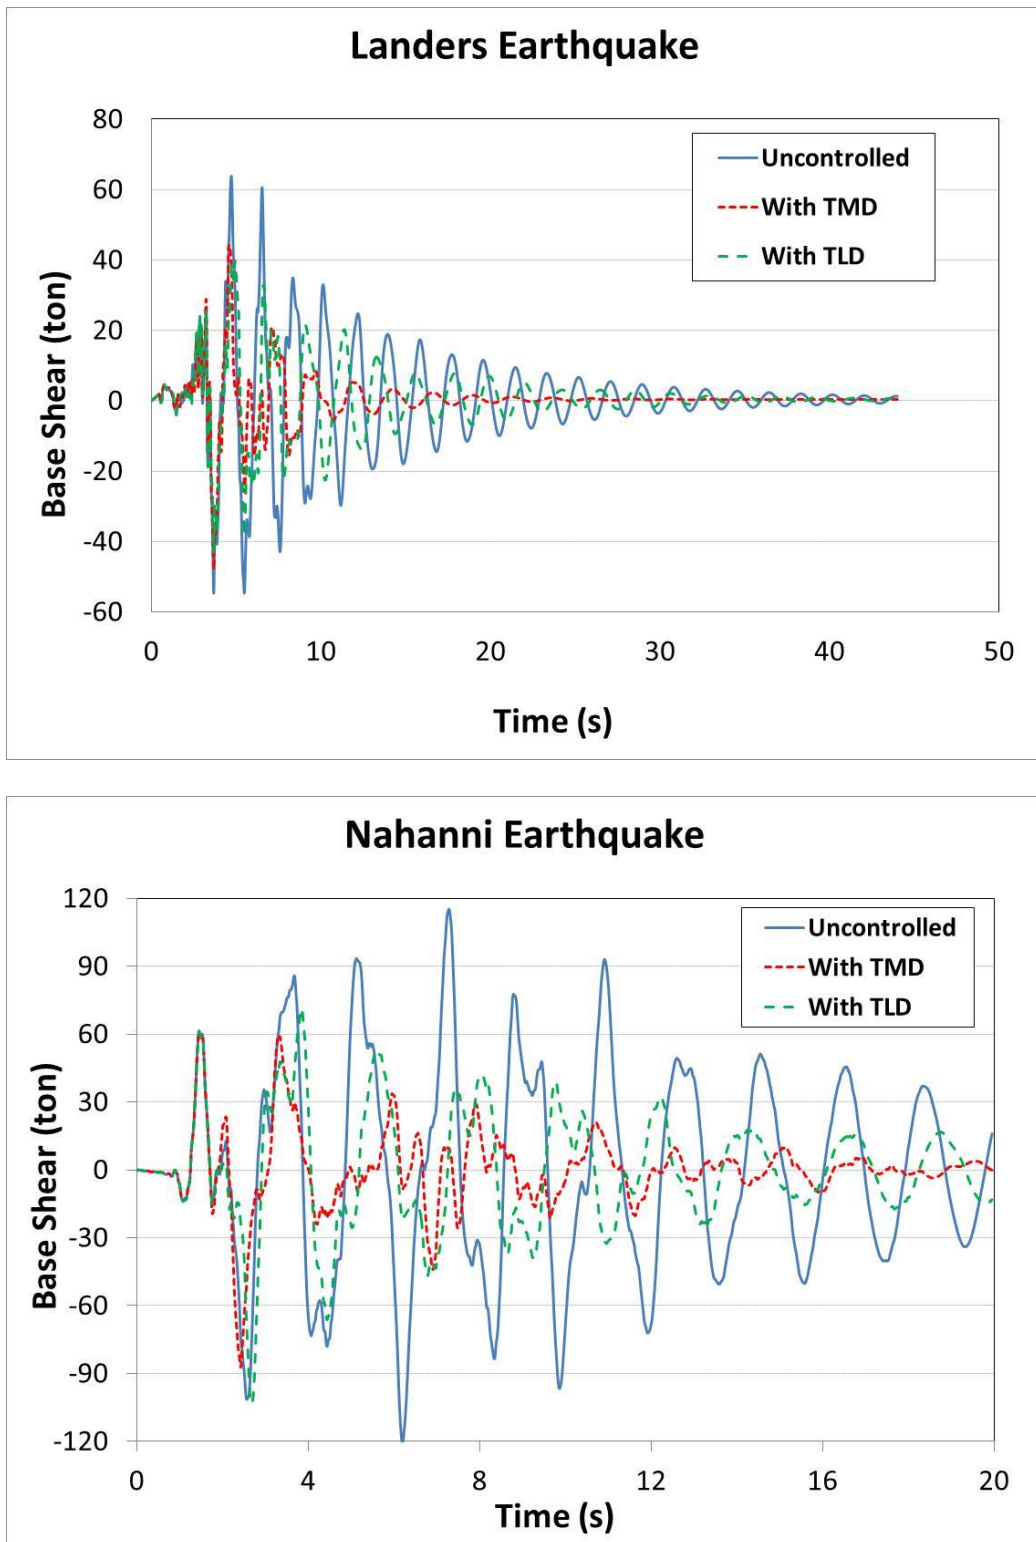 Landers Earthquake
80
60
40
20
0
-20
-40
-60
Base Shear (ton)
Uncontrolled
With TMD
With TLD
0 10 20 30 40 50
Time (s)
Nahanni Earthquake
120
90
60
30
0
-30
-60
-90
-120
Base Shear (ton)
Uncontrolled
With TMD
With TLD
0 4 8 12 16 20
Time (s)